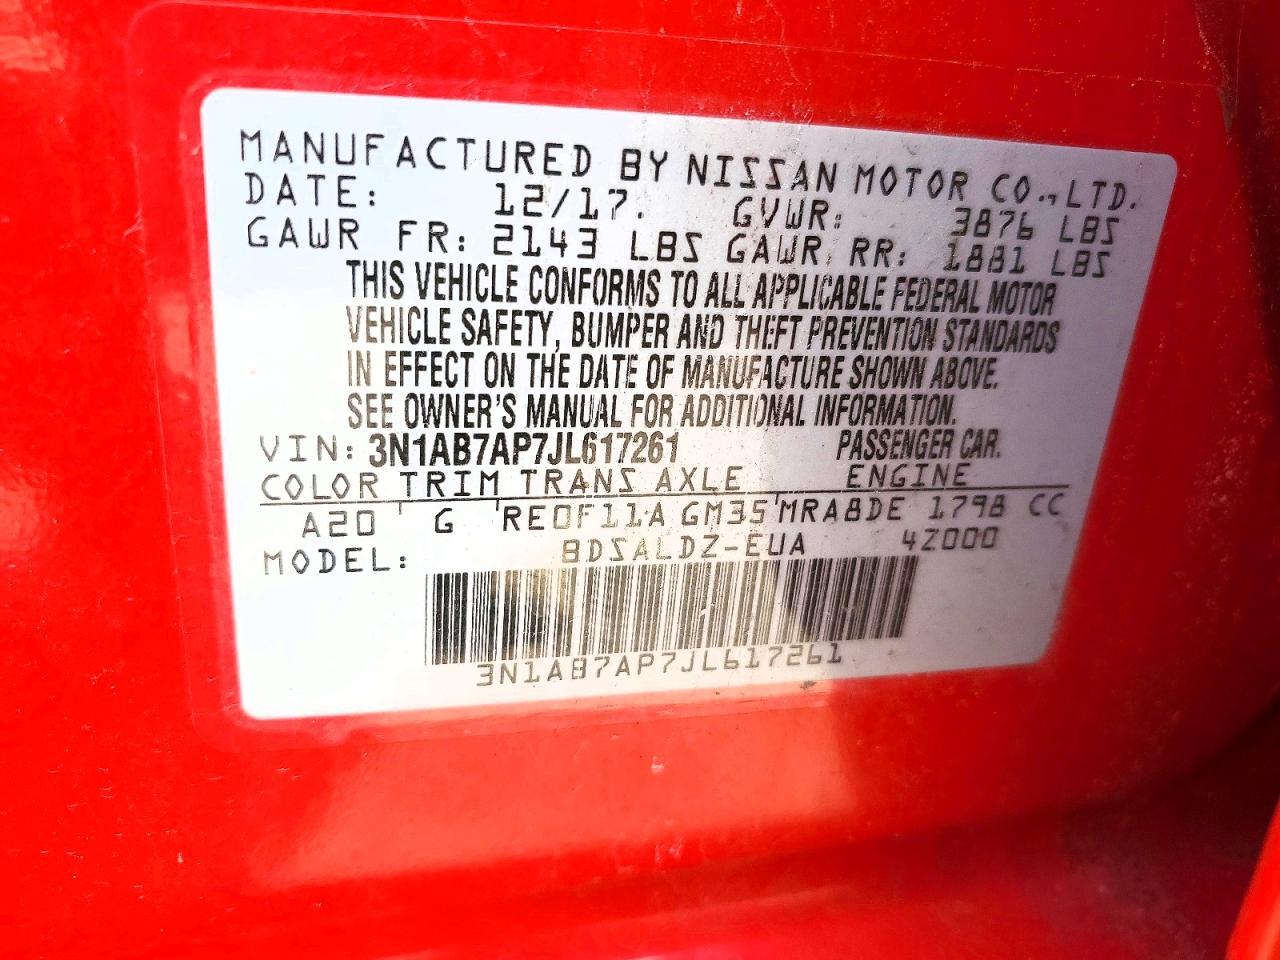 MANUFACTURED BY NISSAN MOTOR CO.,LTD.
DATE: 12/17. GVWR: 3876 LBS
GAWR FR: 2143 LBS GAWR RR: 1881 LBS
THIS VEHICLE CONFORMS TO ALL APPLICABLE FEDERAL MOTOR
VEHICLE SAFETY, BUMPER AND THEFT PREVENTION STANDARDS
IN EFFECT ON THE DATE OF MANUFACTURE SHOWN ABOVE.
SEE OWNER'S MANUAL FOR ADDITIONAL INFORMATION.
VIN: 3N1AB7AP7JL617261 PASSENGER CAR.
COLOR TRIM TRANS AXLE ENGINE
A20 G RE0F11A GM35 MRA8DE 1798 CC
MODEL: BDSALDZ-EUA 4Z000
3N1AB7AP7JL617261